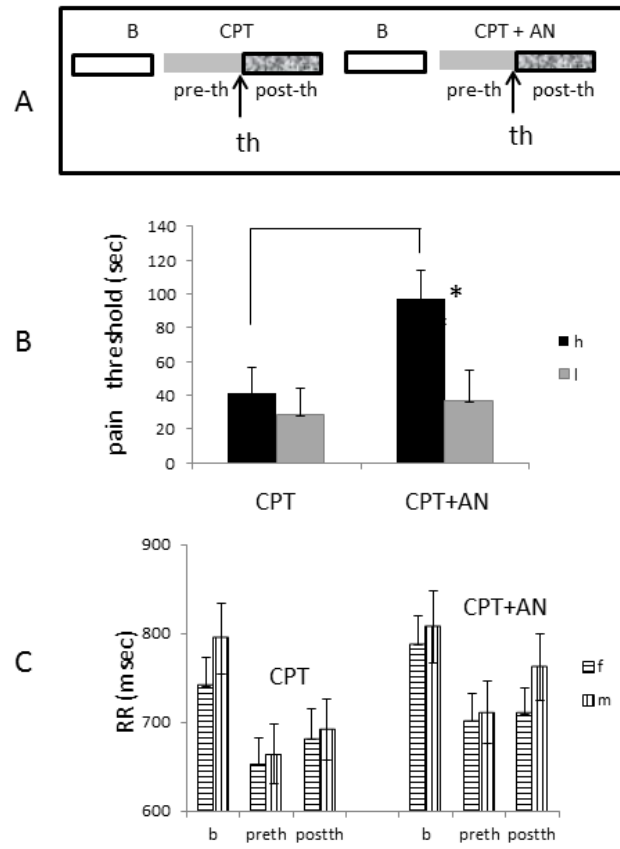 B CPT B CPT + AN
A
pre-th post-th pre-th post-th
th th
B
pain threshold (sec)
140
120
100
80
60
40
20
0
*
h
l
CPT CPT+AN
C
RR (msec)
900
800
700
600
CPT
CPT+AN
f
m
b preth postth b preth postth